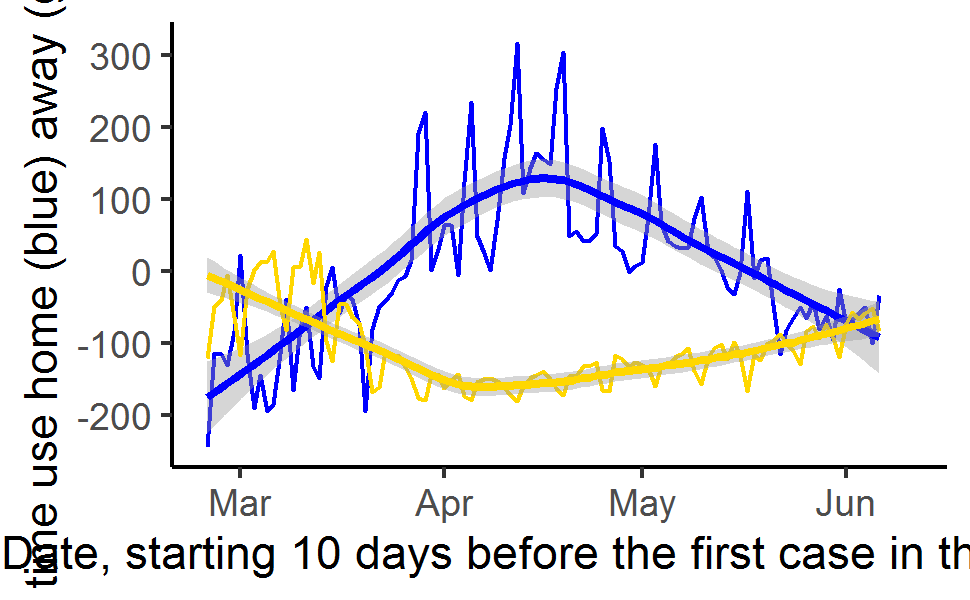 time use home (blue) away (g
300
200
100
0
-100
-200
Mar Apr May Jun
Date, starting 10 days before the first case in th